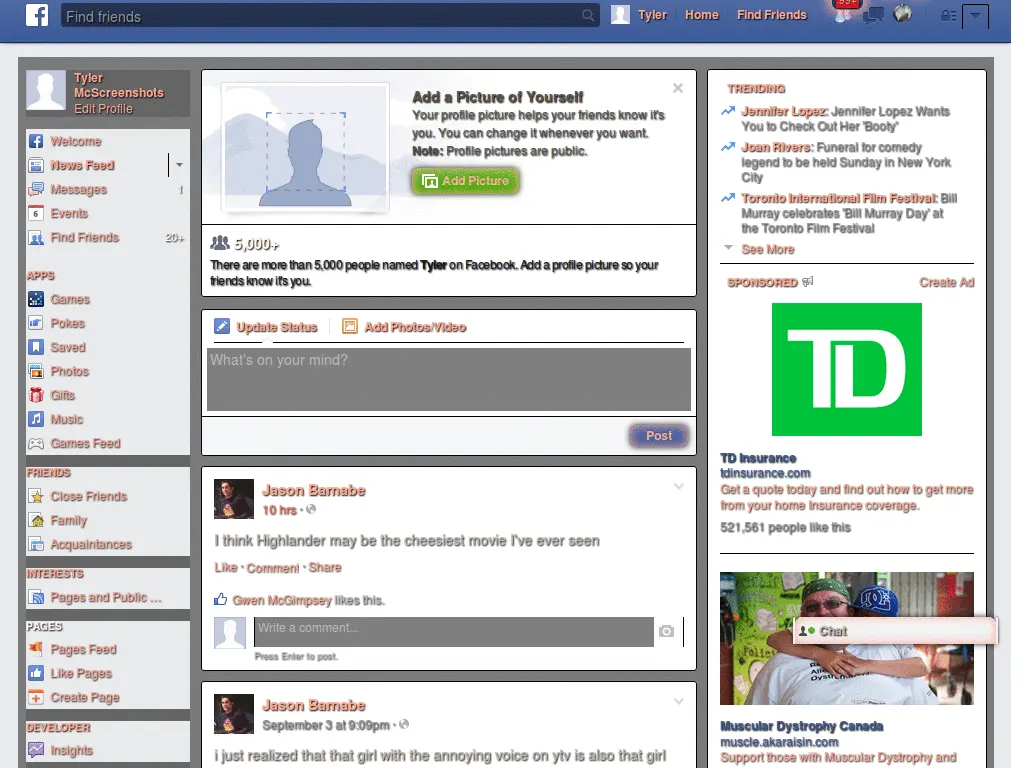 Find friends
Tyler
Home
Find Friends
99+
Tyler
McScreenshots
Edit Profile
Welcome
News Feed
Messages
1
Events
6
Find Friends
20+
APPS
Games
Pokes
Saved
Photos
Gifts
Music
Games Feed
FRIENDS
Close Friends
Family
Acquaintances
INTERESTS
Pages and Public ...
PAGES
Pages Feed
Like Pages
Create Page
DEVELOPER
Insights
Add a Picture of Yourself
Your profile picture helps your friends know it's
you. You can change it whenever you want.
Note: Profile pictures are public.
Add Picture
5,000+
There are more than 5,000 people named Tyler on Facebook. Add a profile picture so your
friends know it's you.
Update Status
Add Photos/Video
What's on your mind?
Post
Jason Barnabe
10 hrs ·
I think Highlander may be the cheesiest movie I've ever seen
Like · Comment · Share
Gwen McGimpsey likes this.
Write a comment...
Press Enter to post.
Jason Barnabe
September 3 at 9:09pm ·
i just realized that that girl with the annoying voice on ytv is also that girl
TRENDING
Jennifer Lopez: Jennifer Lopez Wants
You to Check Out Her 'Booty'
Joan Rivers: Funeral for comedy
legend to be held Sunday in New York
City
Toronto International Film Festival: Bill
Murray celebrates 'Bill Murray Day' at
the Toronto Film Festival
See More
SPONSORED
Create Ad
TD
TD Insurance
tdinsurance.com
Get a quote today and find out how to get more
from your home Insurance coverage.
521,561 people like this
Chat
Muscular Dystrophy Canada
muscle.akaraisin.com
Support those with Muscular Dystrophy and